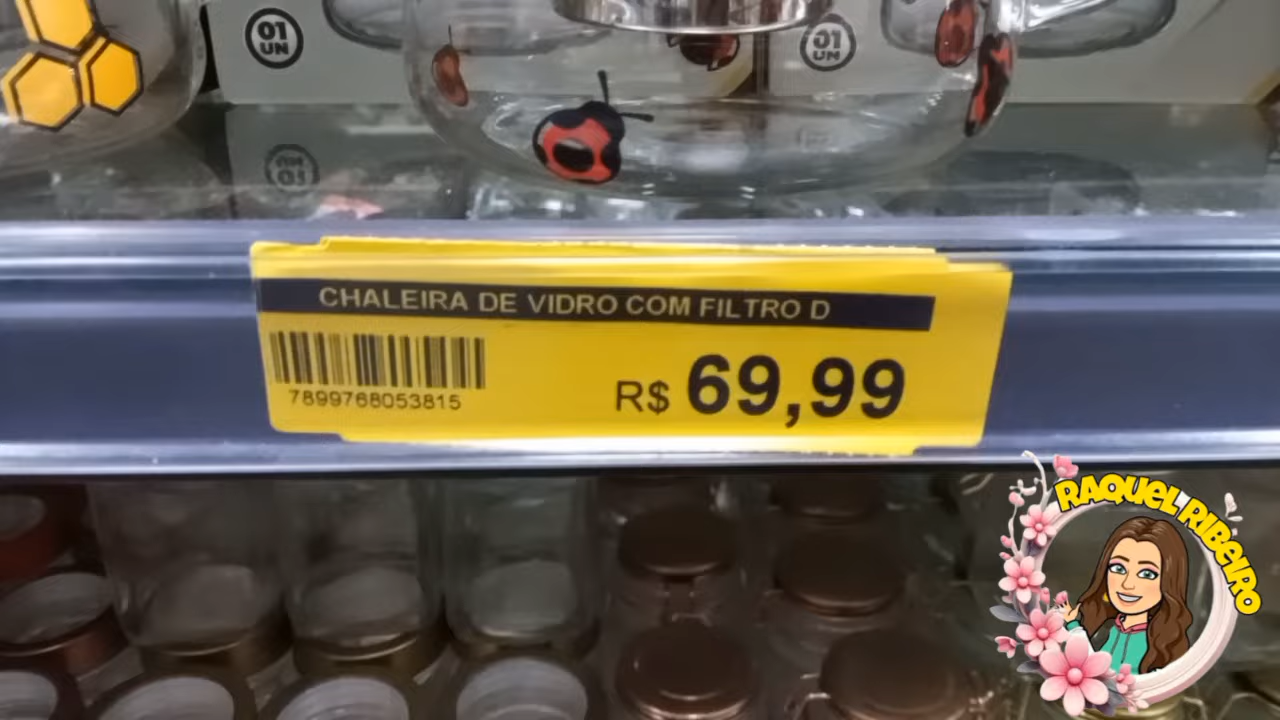 01
UN
01
UN
CHALEIRA DE VIDRO COM FILTRO D
7899768053815
R$ 69,99
RAQUEL RIBEIRO